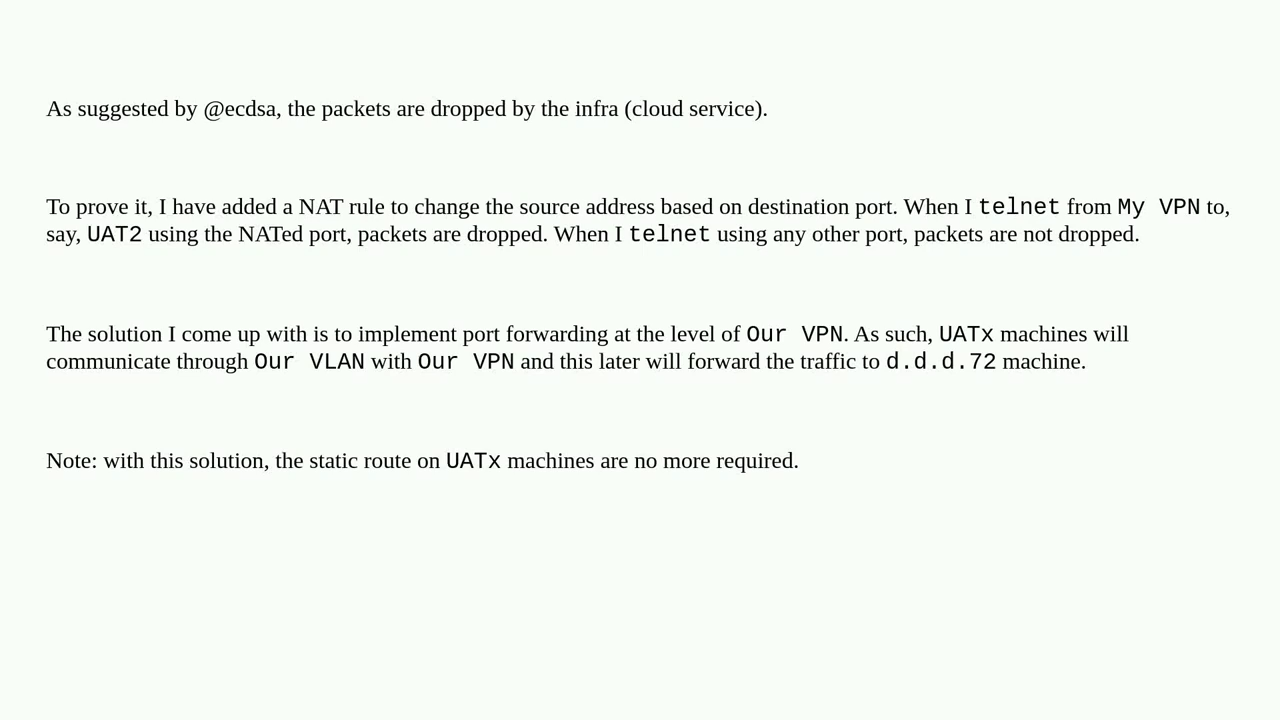 As suggested by @ecdsa, the packets are dropped by the infra (cloud service).
To prove it, I have added a NAT rule to change the source address based on destination port. When I telnet from My VPN to,
say, UAT2 using the NATed port, packets are dropped. When I telnet using any other port, packets are not dropped.
The solution I come up with is to implement port forwarding at the level of Our VPN. As such, UATx machines will
communicate through Our VLAN with Our VPN and this later will forward the traffic to d.d.d.72 machine.
Note: with this solution, the static route on UATx machines are no more required.